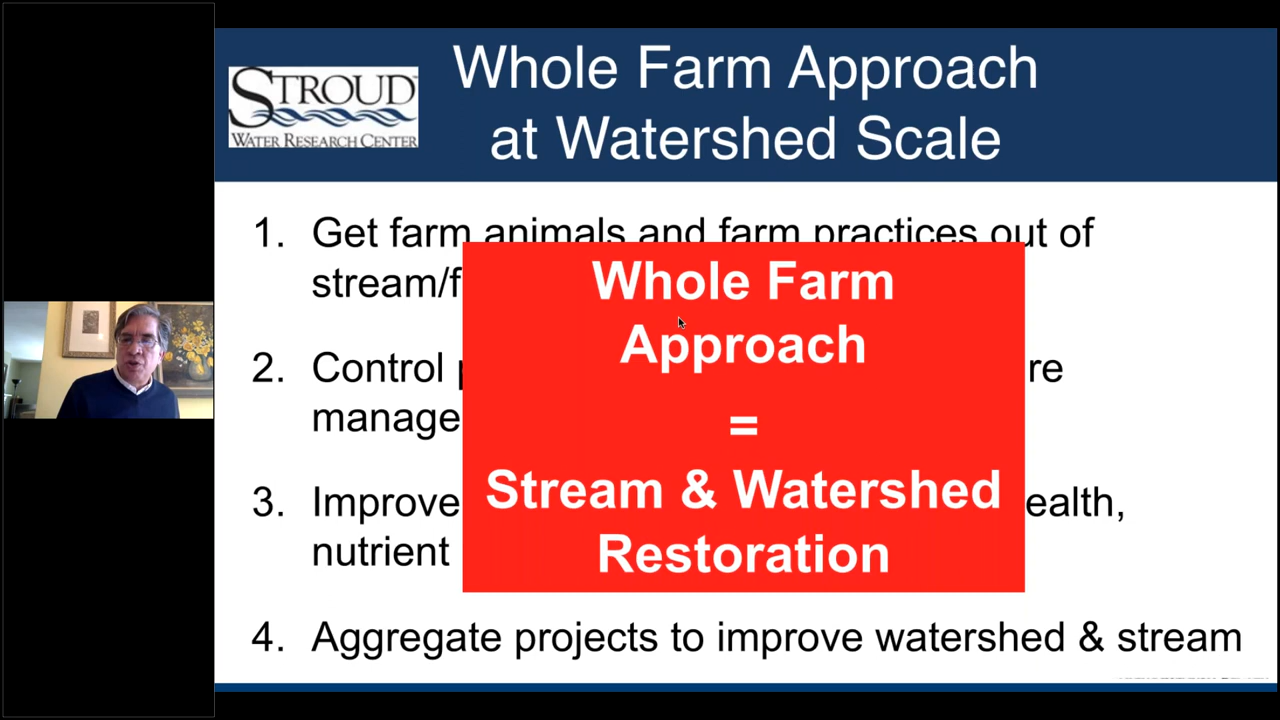 STROUD
WATER RESEARCH CENTER
Whole Farm Approach
at Watershed Scale
1. Get farm animals and farm practices out of
stream/f
2. Control re
manage
3. Improve ealth,
nutrient
4. Aggregate projects to improve watershed & stream
Whole Farm
Approach
=
Stream & Watershed
Restoration